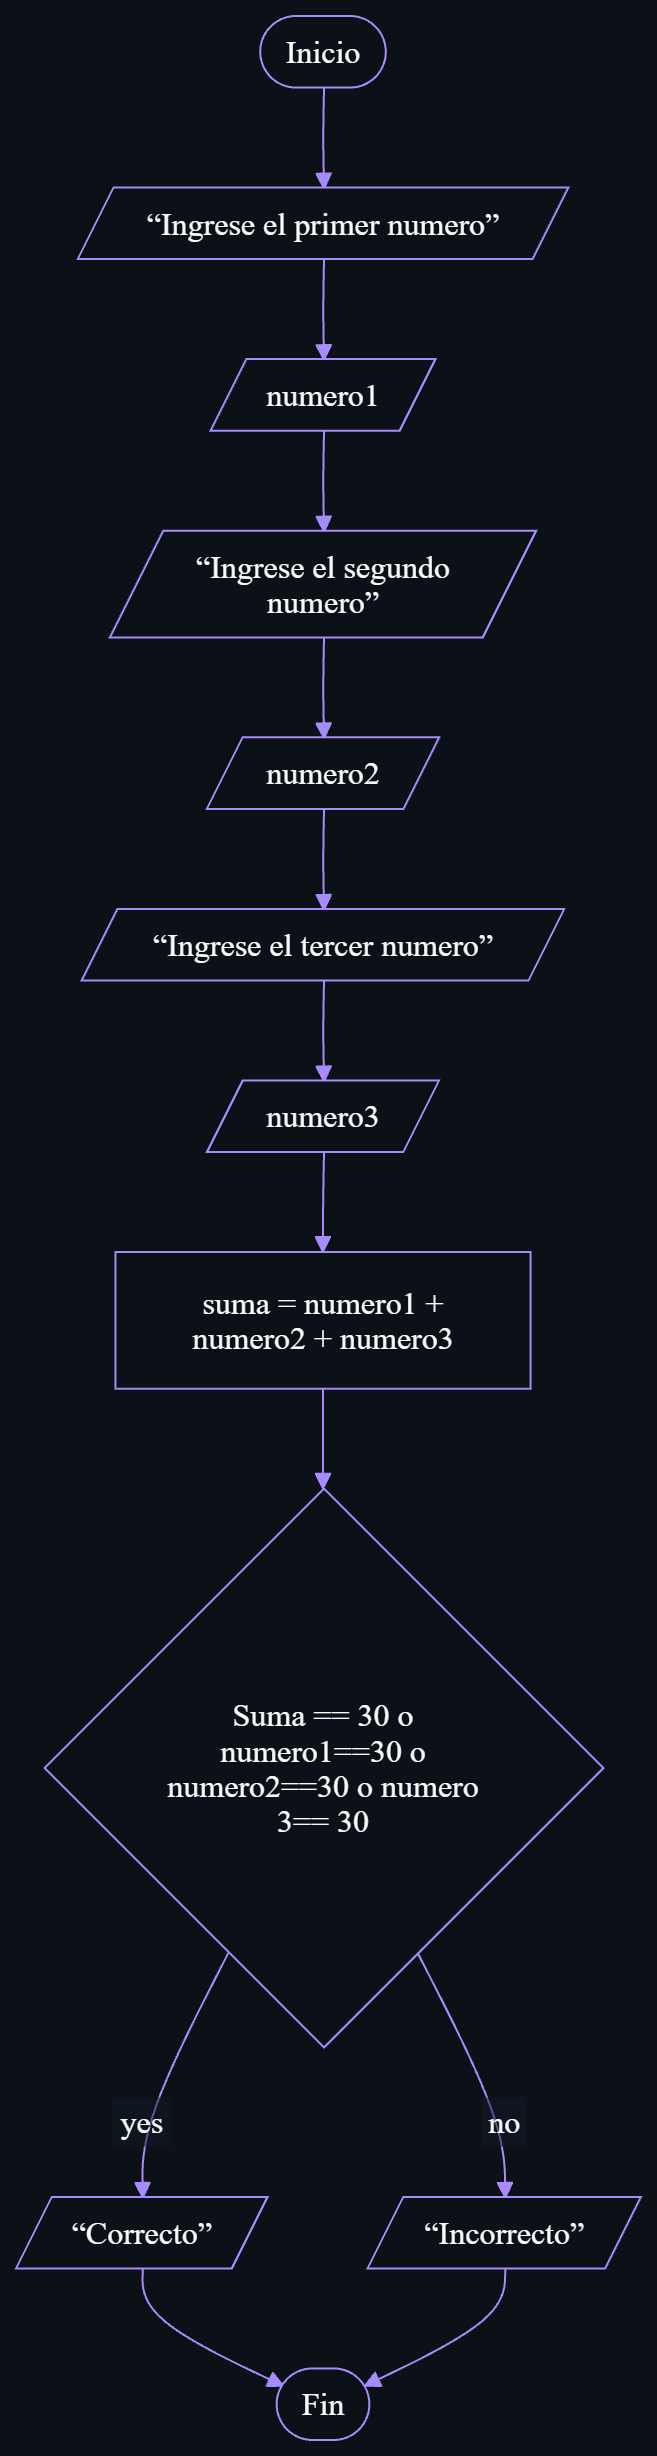 Inicio
“Ingrese el primer numero”
numero1
“Ingrese el segundo
numero”
numero2
“Ingrese el tercer numero”
numero3
suma = numero1 +
numero2 + numero3
Suma == 30 o
numero1==30 o
numero2==30 o numero
3== 30
yes
no
“Correcto”
“Incorrecto”
Fin